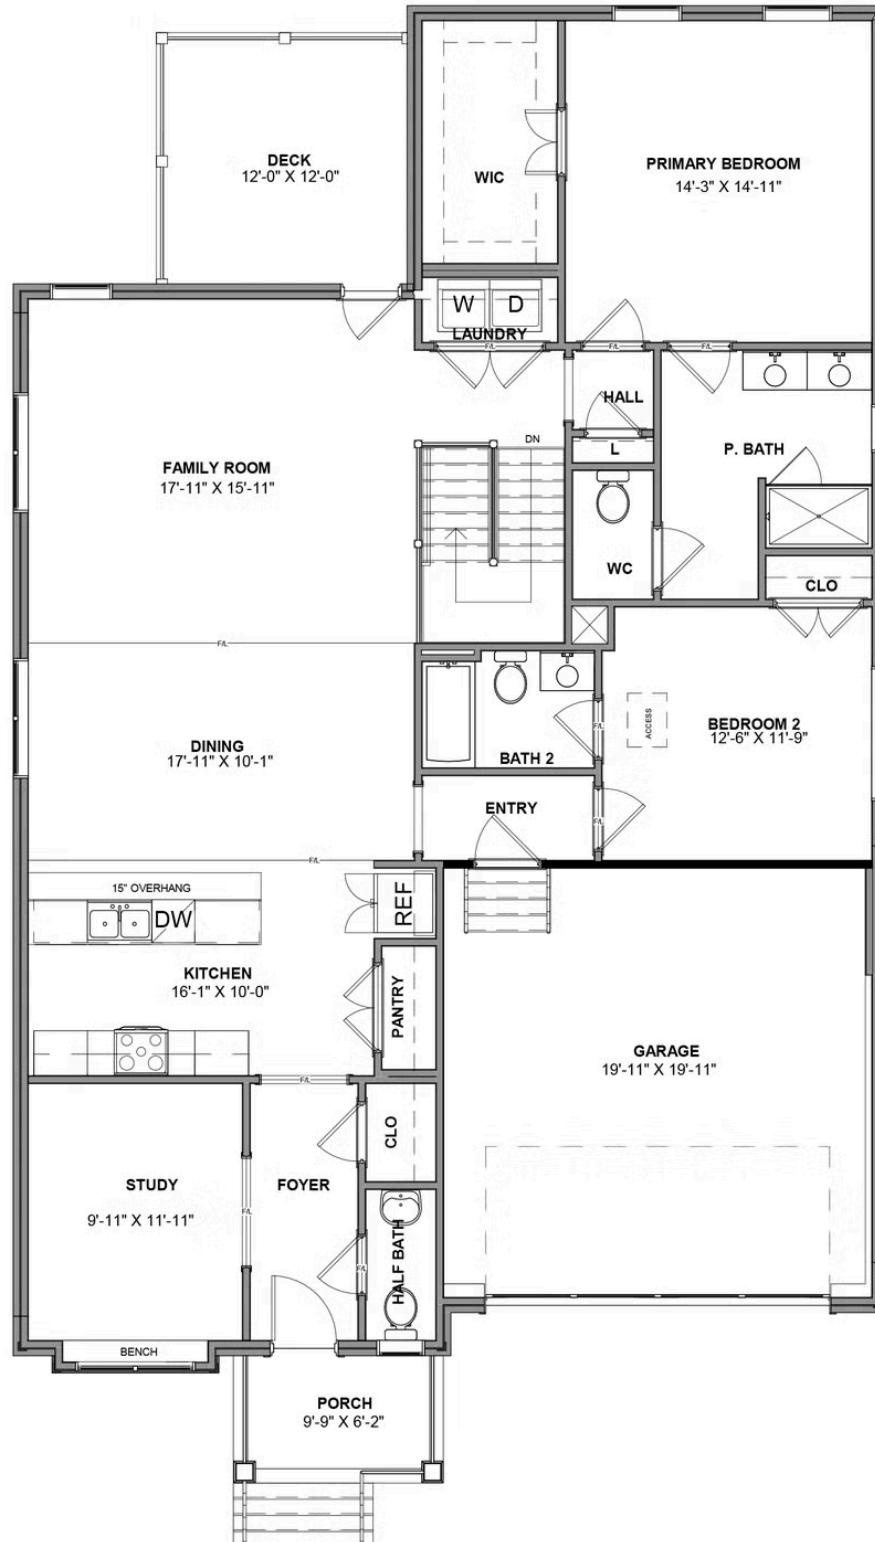 DECK
12'-0" X 12'-0"
WIC
PRIMARY BEDROOM
14'-3" X 14'-11"
W
D
LAUNDRY
F/L
F/L
F/L
HALL
DN
L
P. BATH
FAMILY ROOM
17'-11" X 15'-11"
WC
CLO
F/L
DINING
17'-11" X 10'-1"
BATH 2
F/L
ACCESS
BEDROOM 2
12'-6" X 11'-9"
ENTRY
F/L
F/L
15" OVERHANG
DW
REF
KITCHEN
16'-1" X 10'-0"
PANTRY
GARAGE
19'-11" X 19'-11"
F/L
CLO
STUDY
9'-11" X 11'-11"
F/L
FOYER
HALF BATH
F/L
BENCH
PORCH
9'-9" X 6'-2"